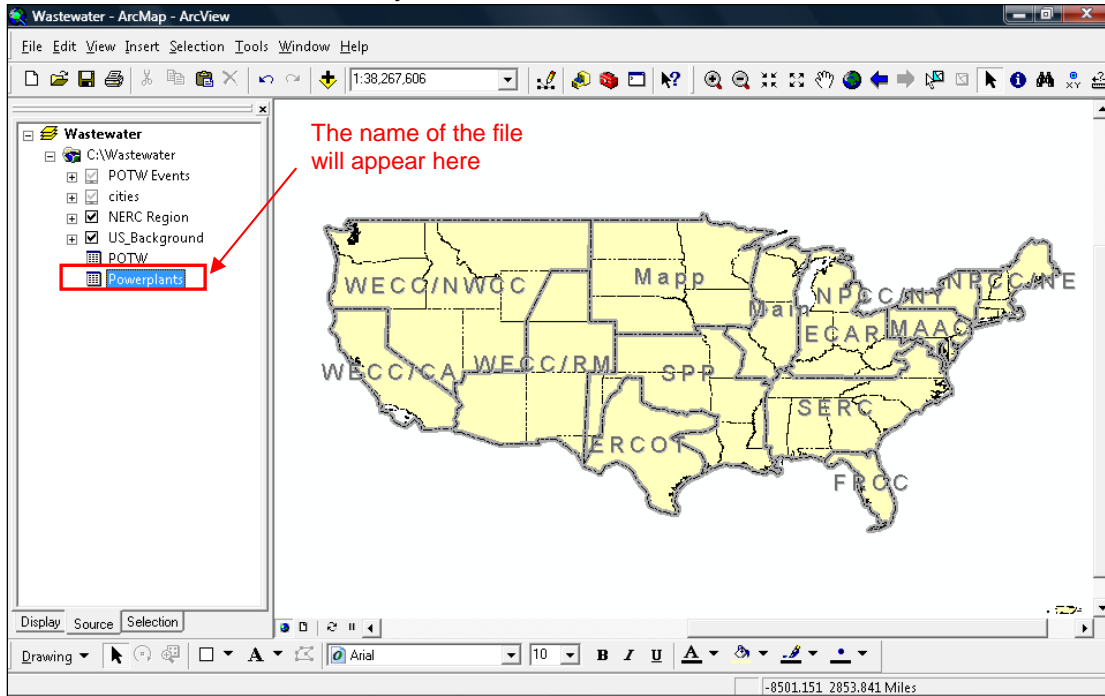 Wastewater - ArcMap - ArcView
File Edit View Insert Selection Tools Window Help
1:38,267,606
Wastewater
C:\Wastewater
POTW Events
cities
NERC Region
US_Background
POTW
Powerplants
The name of the file
will appear here
WECC/NWCC
Mapp
Main
NPCC/NY
NPCC/NE
ECAR
MAAC
WECC/CA
WECC/RM
SPP
SERC
ERCOT
FRCC
Display Source Selection
Drawing A Arial 10 B I U A
-8501.151 2853.841 Miles